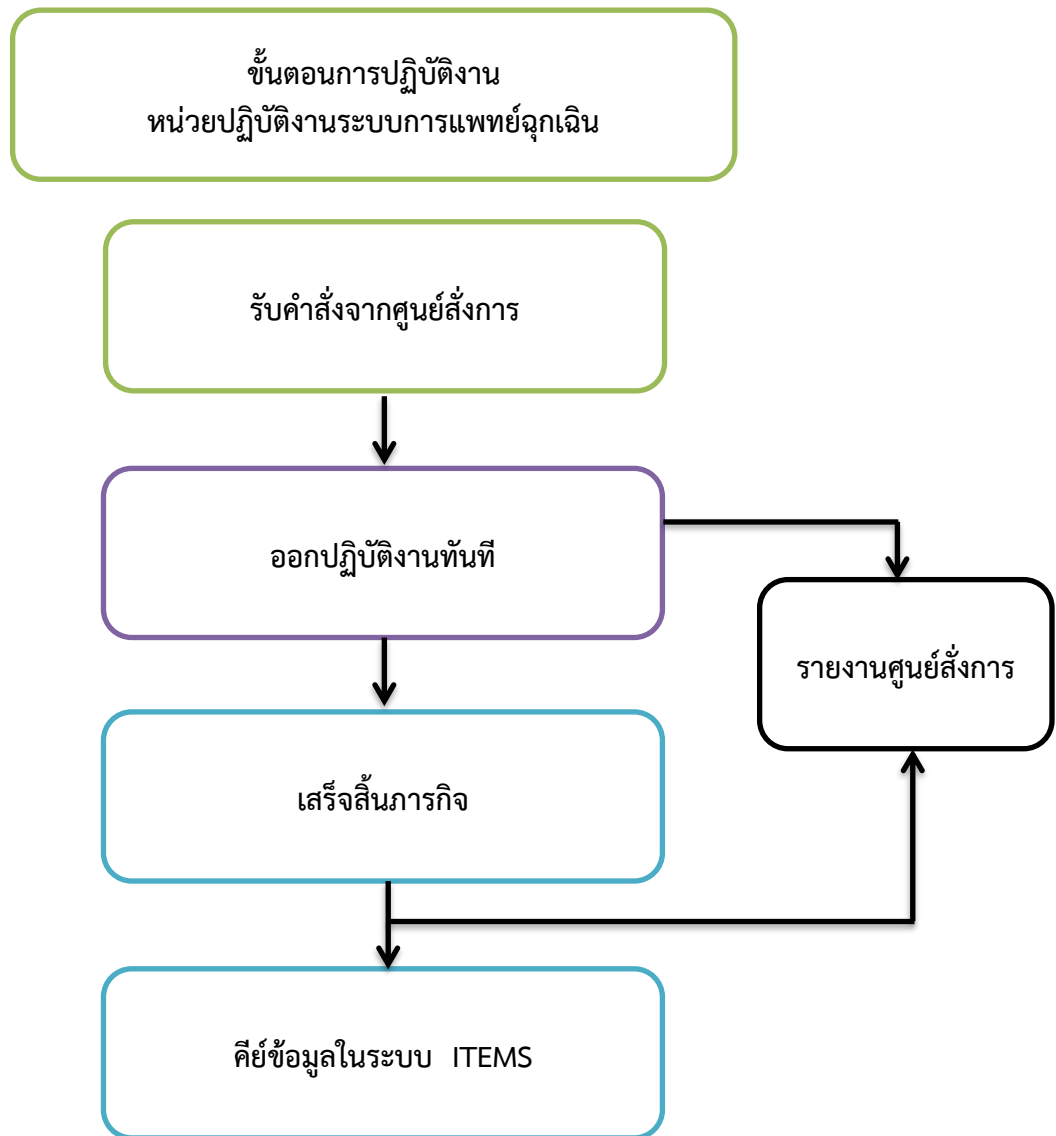 ขั้นตอนการปฏิบัติงาน
หน่วยปฏิบัติงานระบบการแพทย์ฉุกเฉิน
รับคำสั่งจากศูนย์สั่งการ
ออกปฏิบัติงานทันที
รายงานศูนย์สั่งการ
เสร็จสิ้นภารกิจ
คีย์ข้อมูลในระบบ ITEMS